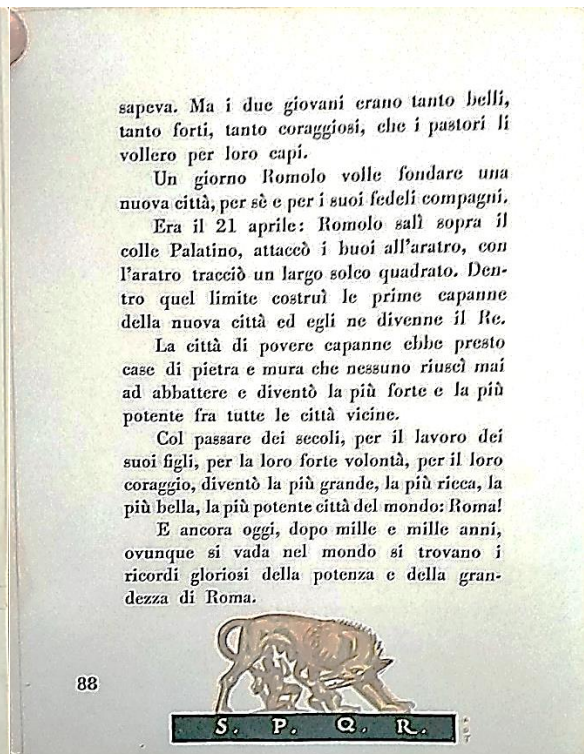 sapeva. Ma i due giovani erano tanto belli,
tanto forti, tanto coraggiosi, che i pastori li
vollero per loro capi.
Un giorno Romolo volle fondare una
nuova città, per sè e per i suoi fedeli compagni.
Era il 21 aprile: Romolo salì sopra il
colle Palatino, attaccò i buoi all'aratro, con
l'aratro tracciò un largo solco quadrato. Den-
tro quel limite costruì le prime capanne
della nuova città ed egli ne divenne il Re.
La città di povere capanne ebbe presto
case di pietra e mura che nessuno riuscì mai
ad abbattere e diventò la più forte e la più
potente fra tutte le città vicine.
Col passare dei secoli, per il lavoro dei
suoi figli, per la loro forte volontà, per il loro
coraggio, diventò la più grande, la più ricca, la
più bella, la più potente città del mondo: Roma!
E ancora oggi, dopo mille e mille anni,
ovunque si vada nel mondo si trovano i
ricordi gloriosi della potenza e della gran-
dezza di Roma.
88
S. P. Q. R.